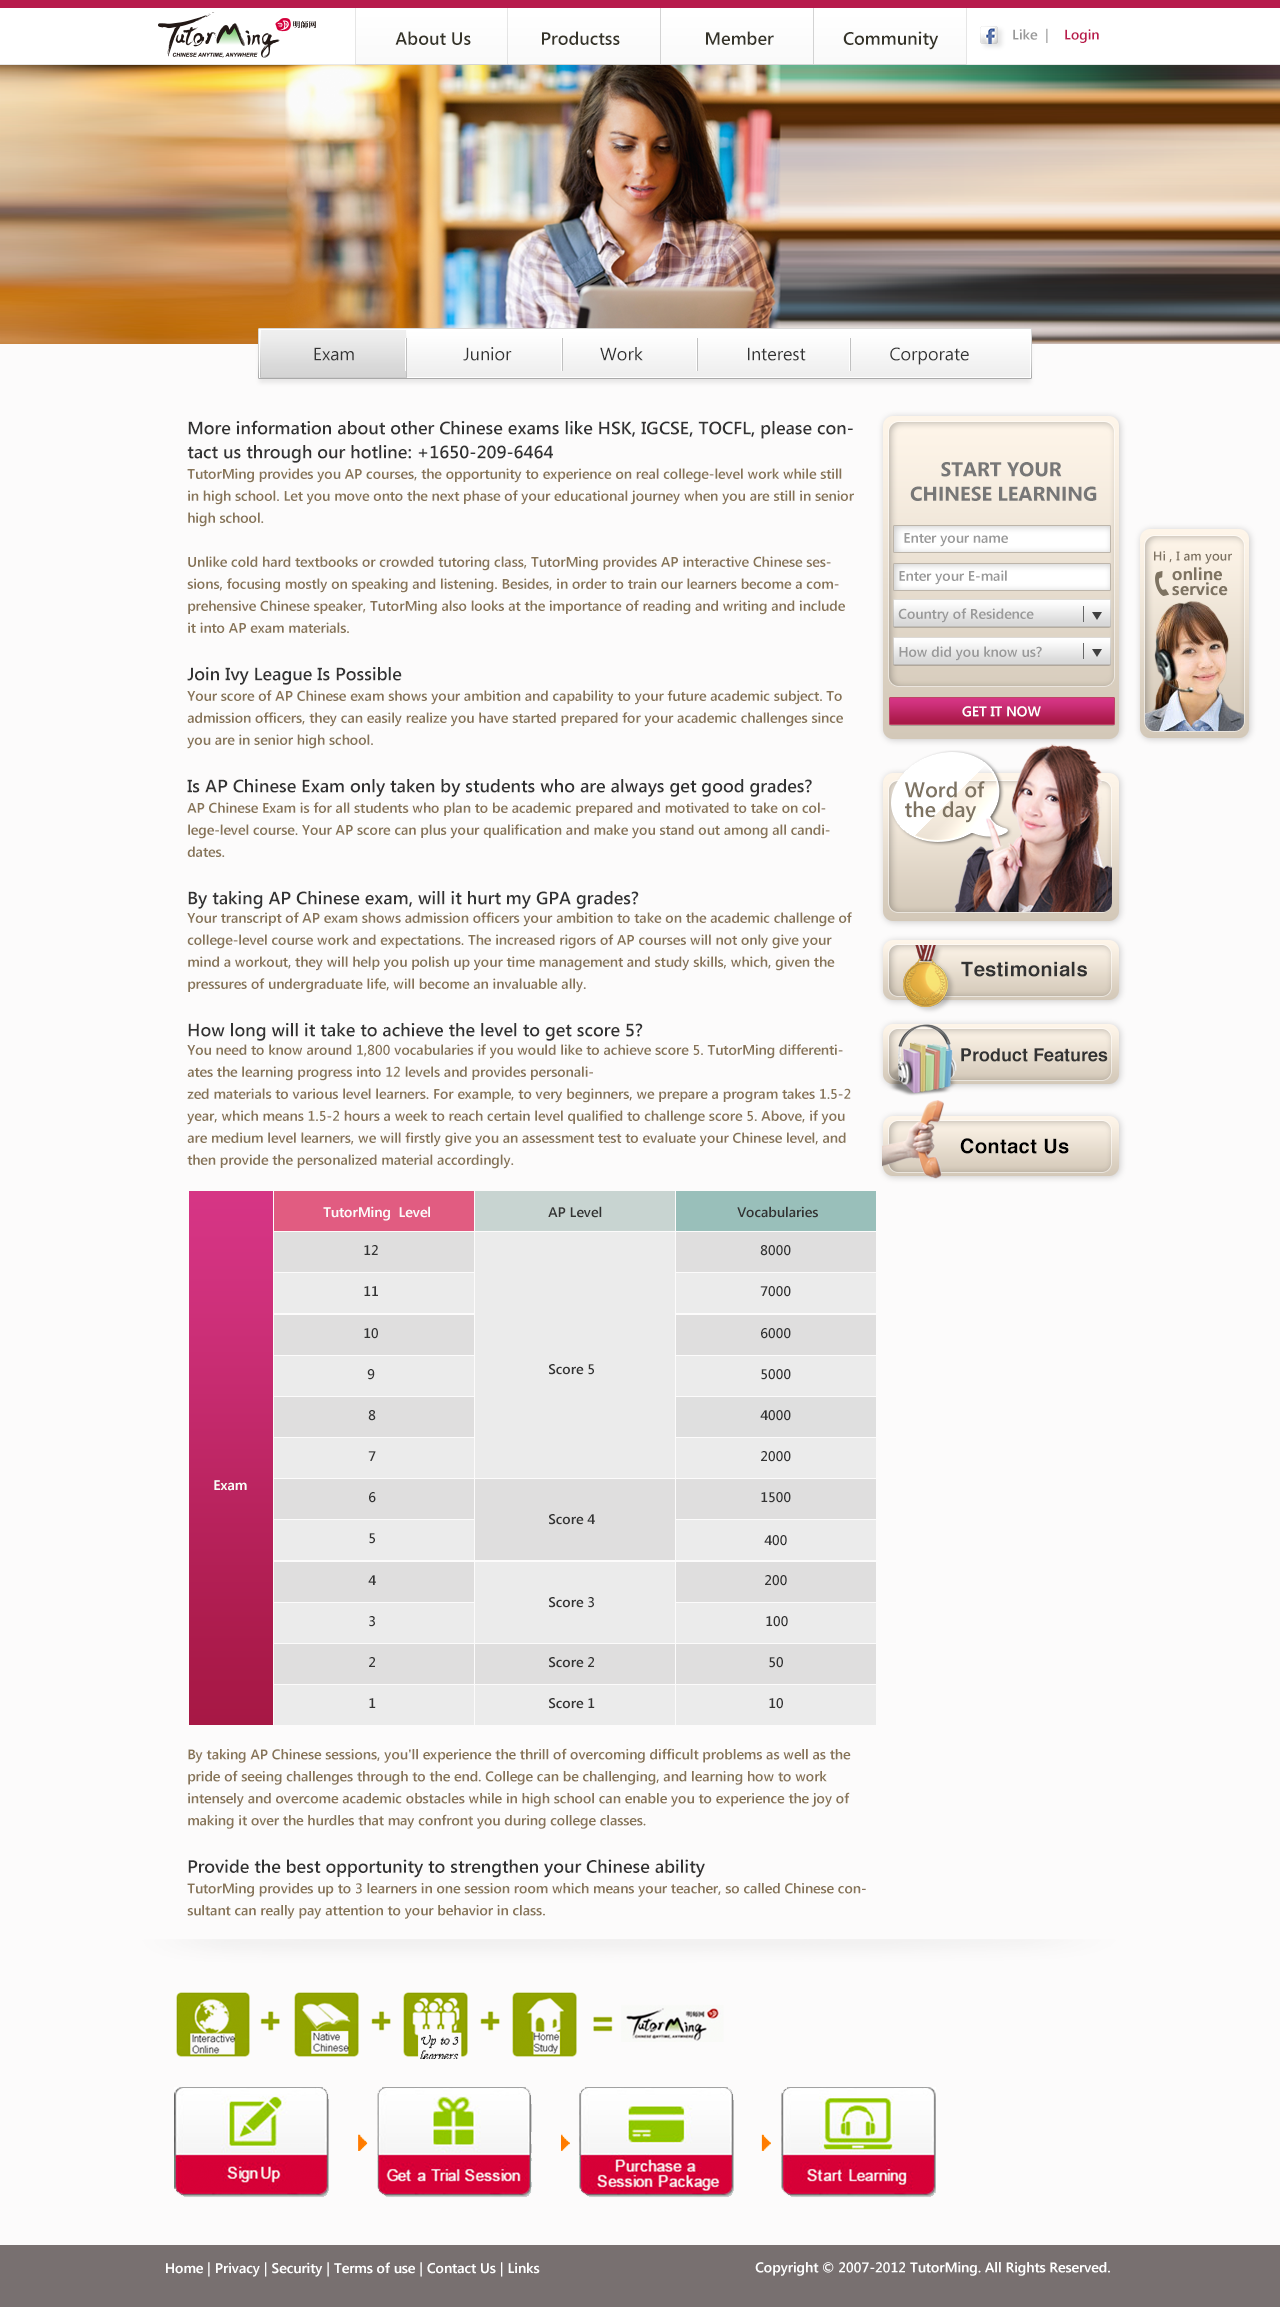 TutorMing 明師网
CHINESE ANYTIME, ANYWHERE
About Us
Productss
Member
Community
Like |
Login
Exam
Junior
Work
Interest
Corporate
More information about other Chinese exams like HSK, IGCSE, TOCFL, please con-
tact us through our hotline: +1650-209-6464
TutorMing provides you AP courses, the opportunity to experience on real college-level work while still
in high school. Let you move onto the next phase of your educational journey when you are still in senior
high school.
Unlike cold hard textbooks or crowded tutoring class, TutorMing provides AP interactive Chinese ses-
sions, focusing mostly on speaking and listening. Besides, in order to train our learners become a com-
prehensive Chinese speaker, TutorMing also looks at the importance of reading and writing and include
it into AP exam materials.
Join Ivy League Is Possible
Your score of AP Chinese exam shows your ambition and capability to your future academic subject. To
admission officers, they can easily realize you have started prepared for your academic challenges since
you are in senior high school.
Is AP Chinese Exam only taken by students who are always get good grades?
AP Chinese Exam is for all students who plan to be academic prepared and motivated to take on col-
lege-level course. Your AP score can plus your qualification and make you stand out among all candi-
dates.
By taking AP Chinese exam, will it hurt my GPA grades?
Your transcript of AP exam shows admission officers your ambition to take on the academic challenge of
college-level course work and expectations. The increased rigors of AP courses will not only give your
mind a workout, they will help you polish up your time management and study skills, which, given the
pressures of undergraduate life, will become an invaluable ally.
How long will it take to achieve the level to get score 5?
You need to know around 1,800 vocabularies if you would like to achieve score 5. TutorMing differenti-
ates the learning progress into 12 levels and provides personali-
zed materials to various level learners. For example, to very beginners, we prepare a program takes 1.5-2
year, which means 1.5-2 hours a week to reach certain level qualified to challenge score 5. Above, if you
are medium level learners, we will firstly give you an assessment test to evaluate your Chinese level, and
then provide the personalized material accordingly.
START YOUR
CHINESE LEARNING
Enter your name
Enter your E-mail
Country of Residence
How did you know us?
GET IT NOW
Hi , I am your
online
service
Word of
the day
Testimonials
Product Features
Contact Us
TutorMing Level
AP Level
Vocabularies
Exam
12
8000
11
7000
10
6000
Score 5
9
5000
8
4000
7
2000
6
1500
Score 4
5
400
4
200
Score 3
3
100
2
Score 2
50
1
Score 1
10
By taking AP Chinese sessions, you'll experience the thrill of overcoming difficult problems as well as the
pride of seeing challenges through to the end. College can be challenging, and learning how to work
intensely and overcome academic obstacles while in high school can enable you to experience the joy of
making it over the hurdles that may confront you during college classes.
Provide the best opportunity to strengthen your Chinese ability
TutorMing provides up to 3 learners in one session room which means your teacher, so called Chinese con-
sultant can really pay attention to your behavior in class.
Interactive
Online
+
Native
Chinese
+
Up to 3
learners
+
Home
Study
=
TutorMing 明師网
CHINESE ANYTIME, ANYWHERE
Sign Up
Get a Trial Session
Purchase a
Session Package
Start Learning
Home | Privacy | Security | Terms of use | Contact Us | Links
Copyright © 2007-2012 TutorMing. All Rights Reserved.